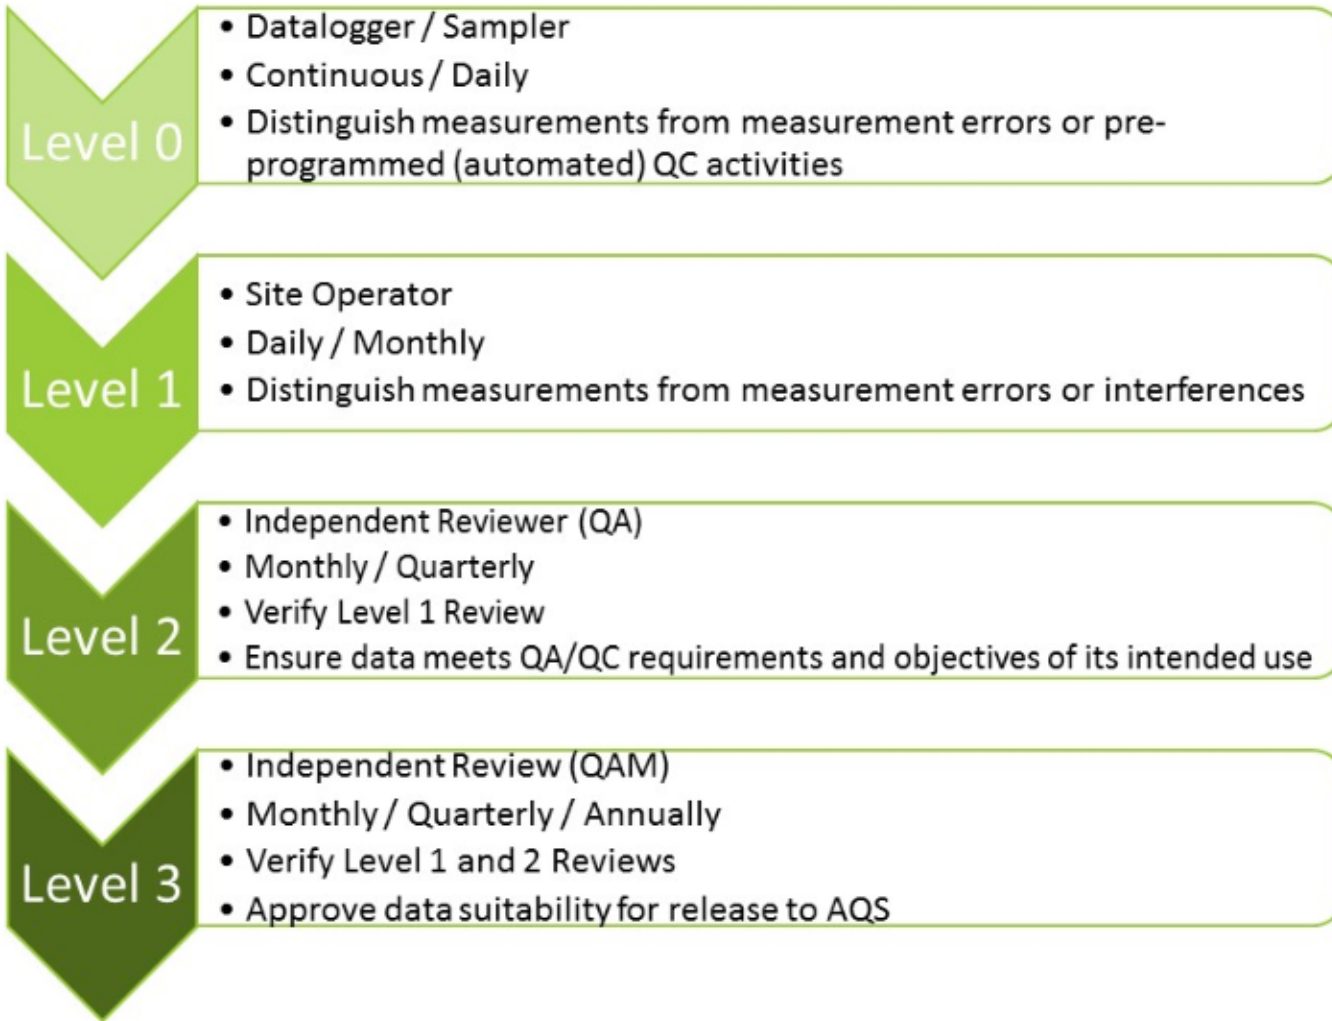 Level 0
• Datalogger / Sampler
• Continuous / Daily
• Distinguish measurements from measurement errors or pre-
programmed (automated) QC activities
Level 1
• Site Operator
• Daily / Monthly
• Distinguish measurements from measurement errors or interferences
Level 2
• Independent Reviewer (QA)
• Monthly / Quarterly
• Verify Level 1 Review
• Ensure data meets QA/QC requirements and objectives of its intended use
Level 3
• Independent Review (QAM)
• Monthly / Quarterly / Annually
• Verify Level 1 and 2 Reviews
• Approve data suitability for release to AQS